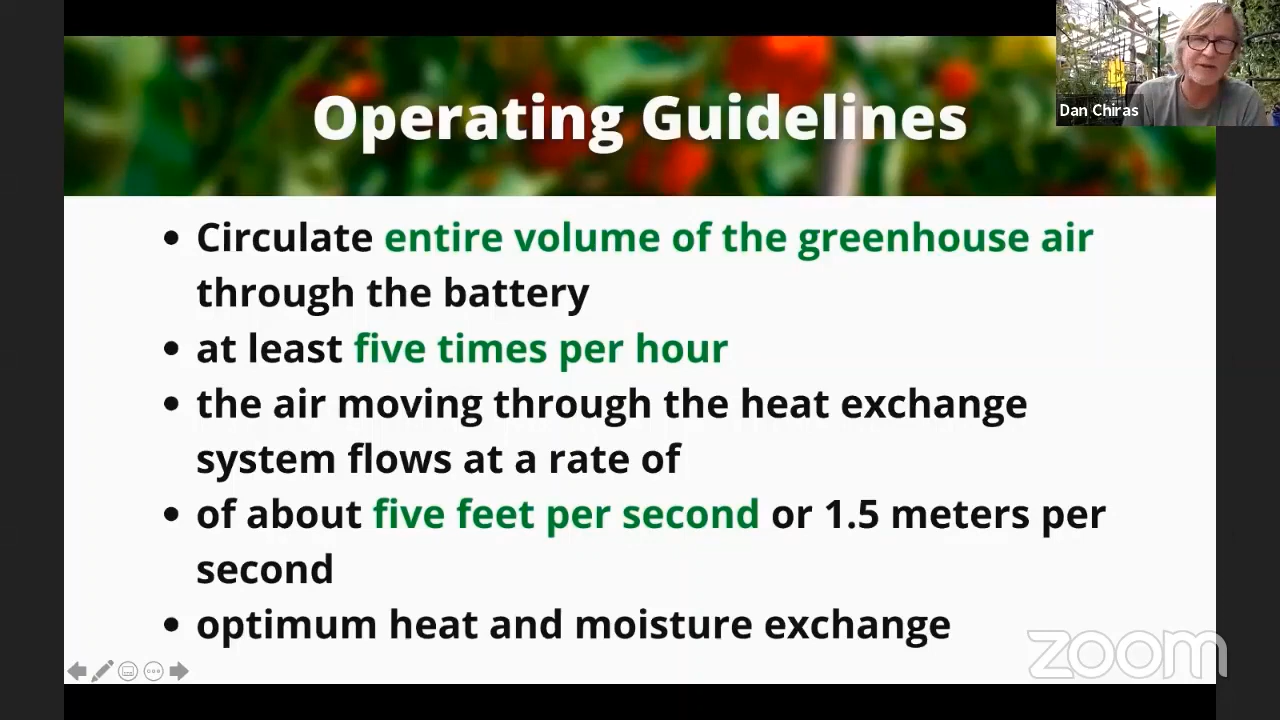 Dan Chiras
Operating Guidelines
• Circulate entire volume of the greenhouse air
through the battery
• at least five times per hour
• the air moving through the heat exchange
system flows at a rate of
• of about five feet per second or 1.5 meters per
second
• optimum heat and moisture exchange
zoom